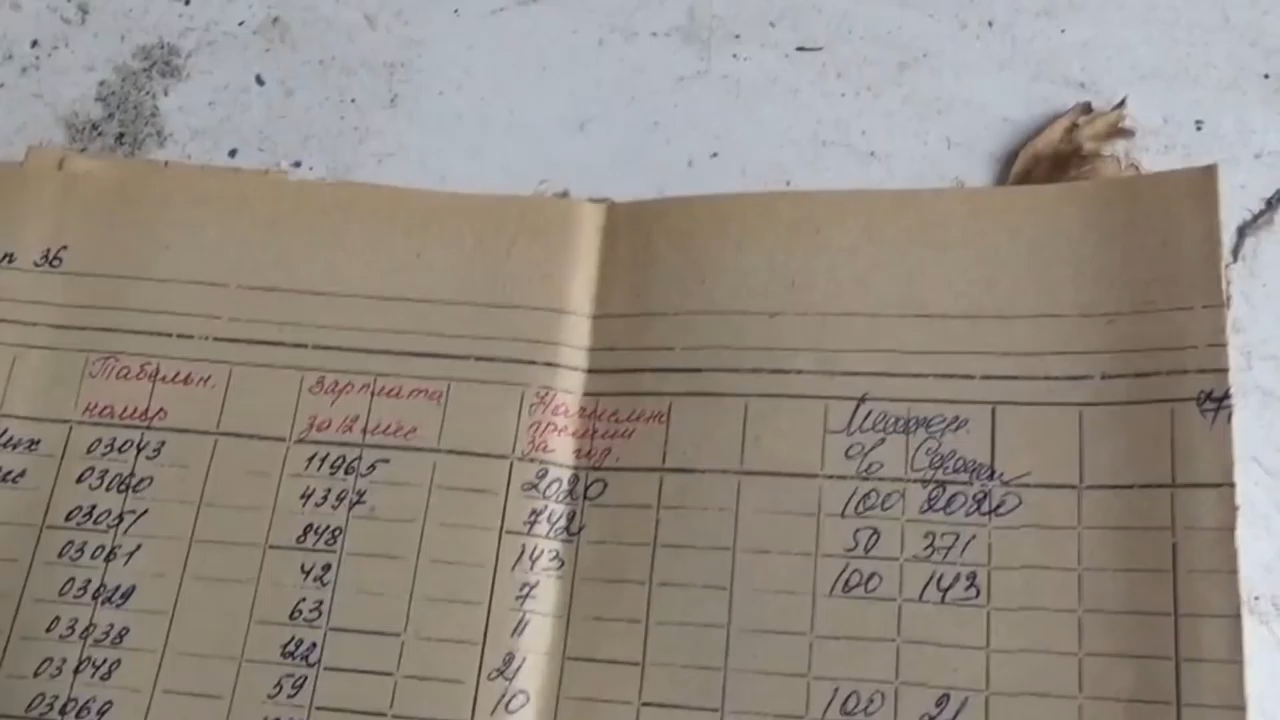 п 36
Табельн. номер
Зарплата за 12 мес
Начислен премии за год.
%
03043 11965 2020 100 2020
03060 4397 742 50 371
03051 848 143 100 143
03061 42 7
03029 63 11
03038 122 21 100 21
03048 59 10
03069